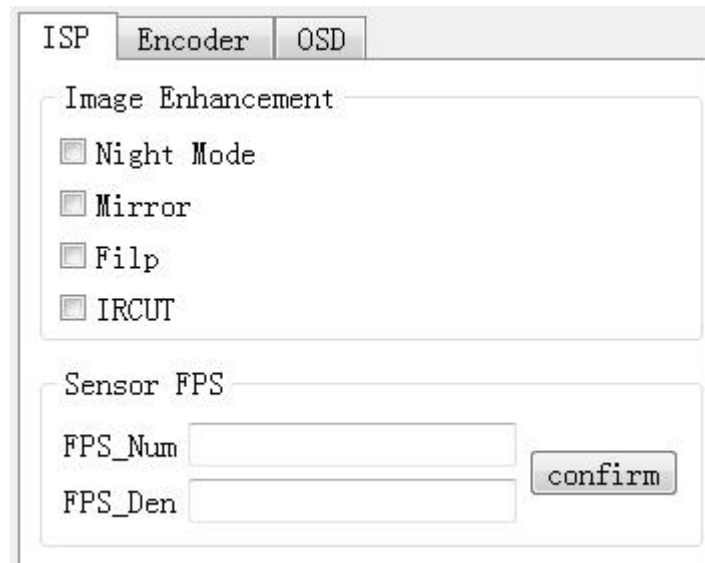 ISP Encoder OSD
Image Enhancement
Night Mode
Mirror
Filp
IRCUT
Sensor FPS
FPS_Num
confirm
FPS_Den